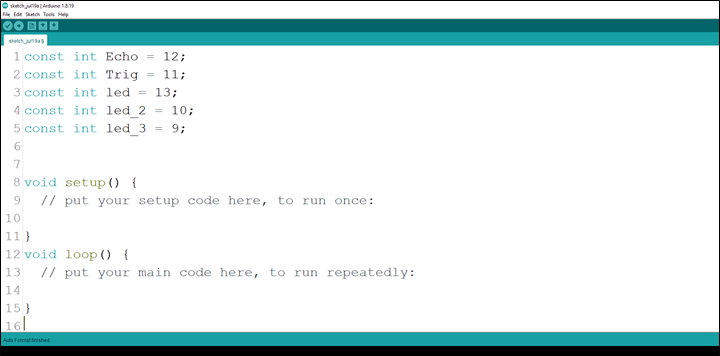 sketch_jul19a | Arduino 1.8.19
File Edit Sketch Tools Help
sketch_jul19a §
1 const int Echo = 12;
2 const int Trig = 11;
3 const int led = 13;
4 const int led_2 = 10;
5 const int led_3 = 9;
6
7
8 void setup() {
9 // put your setup code here, to run once:
10
11 }
12 void loop() {
13 // put your main code here, to run repeatedly:
14
15 }
16
Auto Format finished.